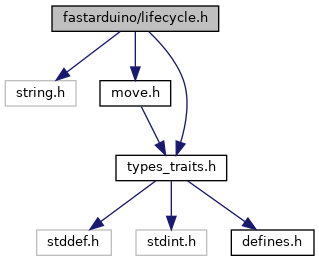 fastarduino/lifecycle.h
string.h
move.h
types_traits.h
stddef.h
stdint.h
defines.h